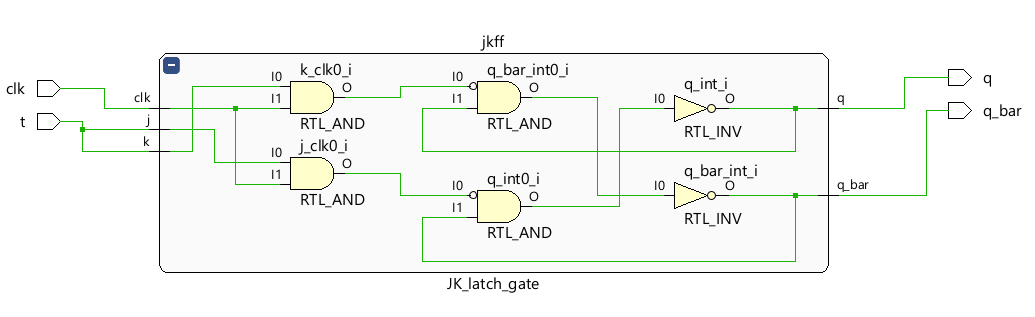 jkff
k_clk0_i
q_bar_int0_i
I0
O
I0
O
q_int_i
clk
clk
I1
I1
I0
O
q
q
RTL_AND
RTL_AND
RTL_INV
t
j
q_bar
k
j_clk0_i
I0
O
q_int0_i
q_bar_int_i
I1
I0
O
I0
O
q_bar
RTL_AND
I1
RTL_INV
RTL_AND
JK_latch_gate